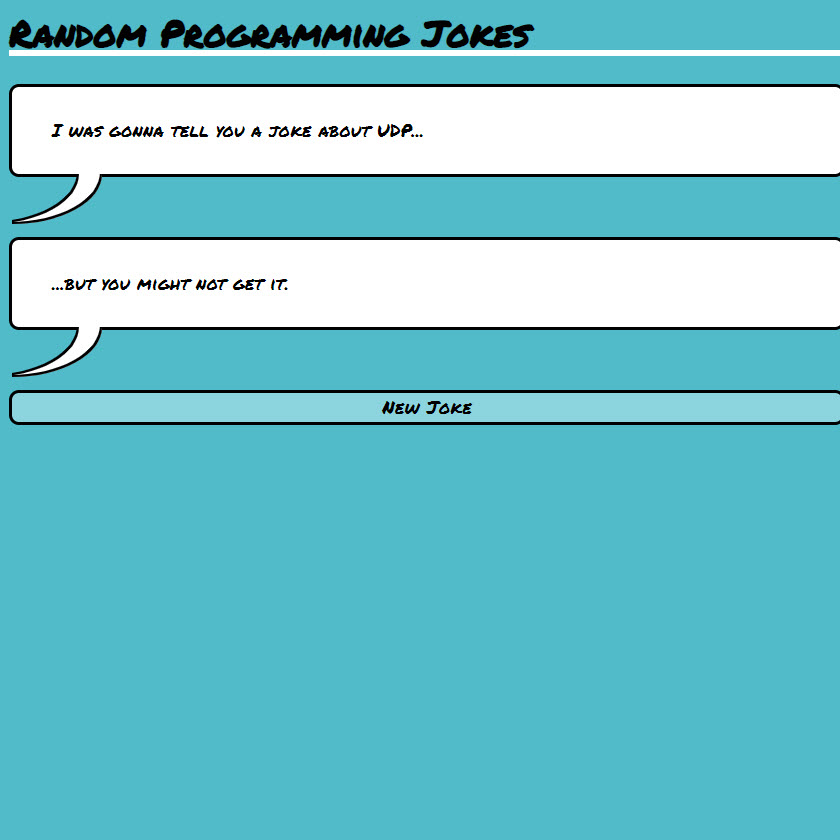 Random Programming Jokes
I was gonna tell you a joke about UDP...
...but you might not get it.
New Joke